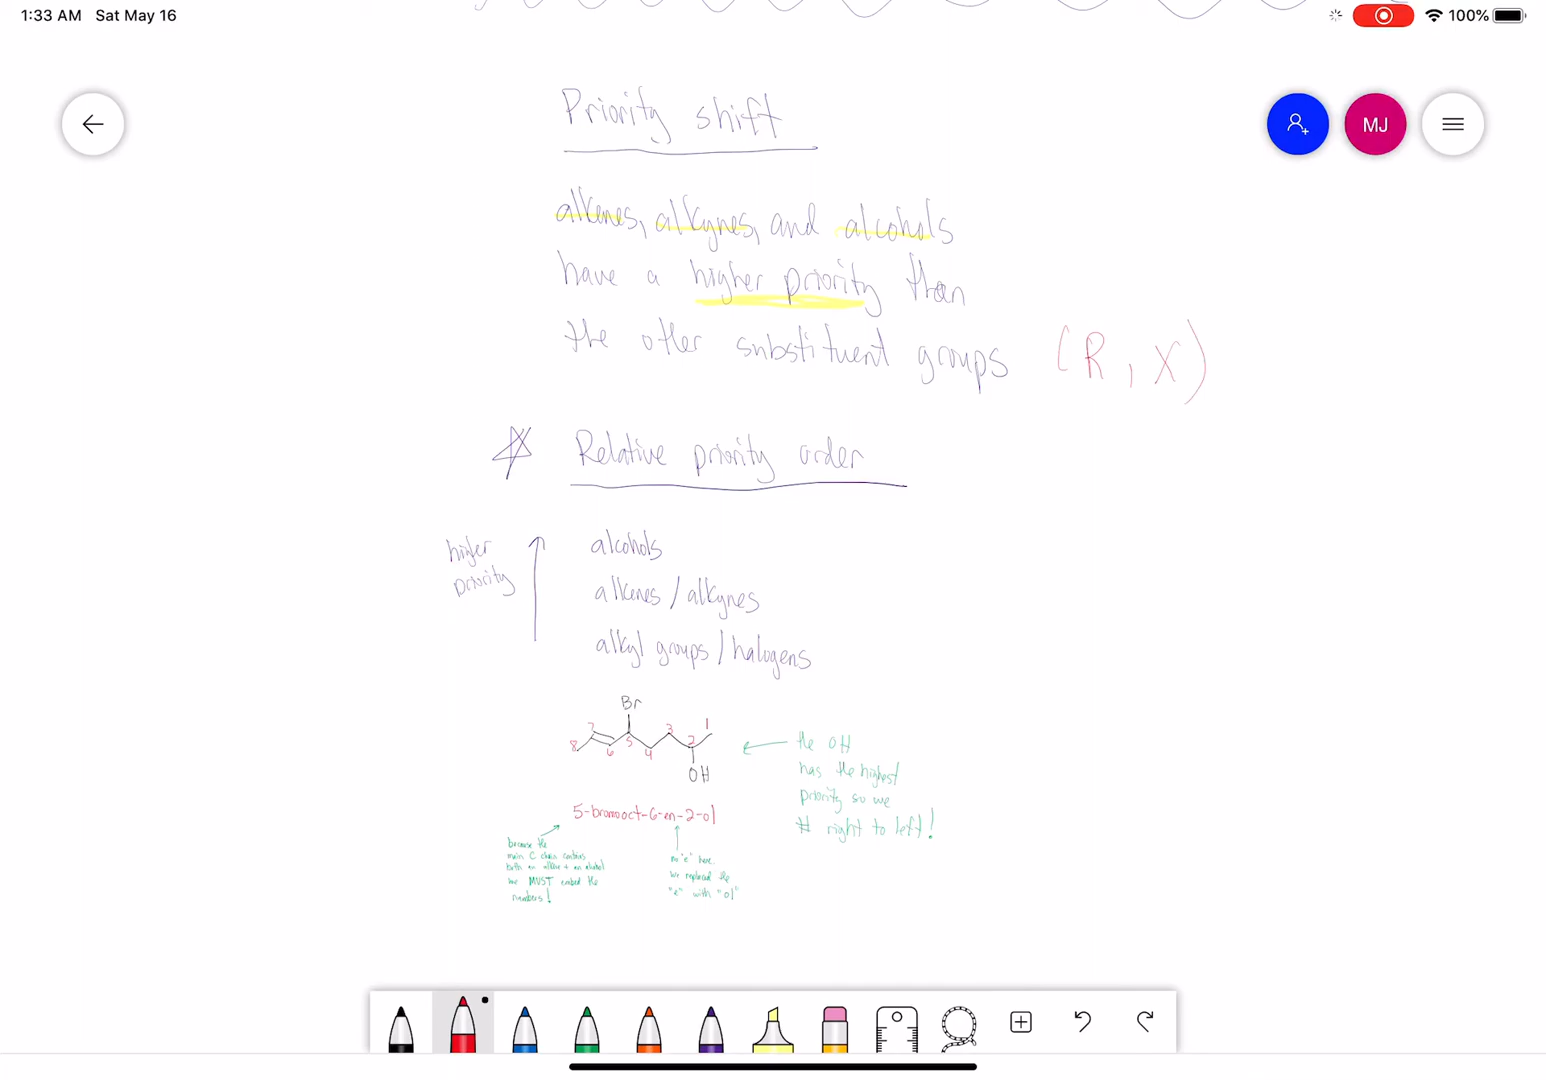 1:33 AM Sat May 16
100%
MJ
Priority shift
alkenes, alkynes, and alcohols
have a higher priority than
the other substituent groups (R, X)
Relative priority order
higher
priority
alcohols
alkenes / alkynes
alkyl groups / halogens
Br
8 7 6 5 4 3 2 1
OH
the OH
has the highest
priority so we
# right to left!
5-bromooct-6-en-2-ol
because the
main C chain contains
both an alkene + an alcohol
we MUST embed the
numbers!
no "e" here.
we replaced the
"e" with "ol"